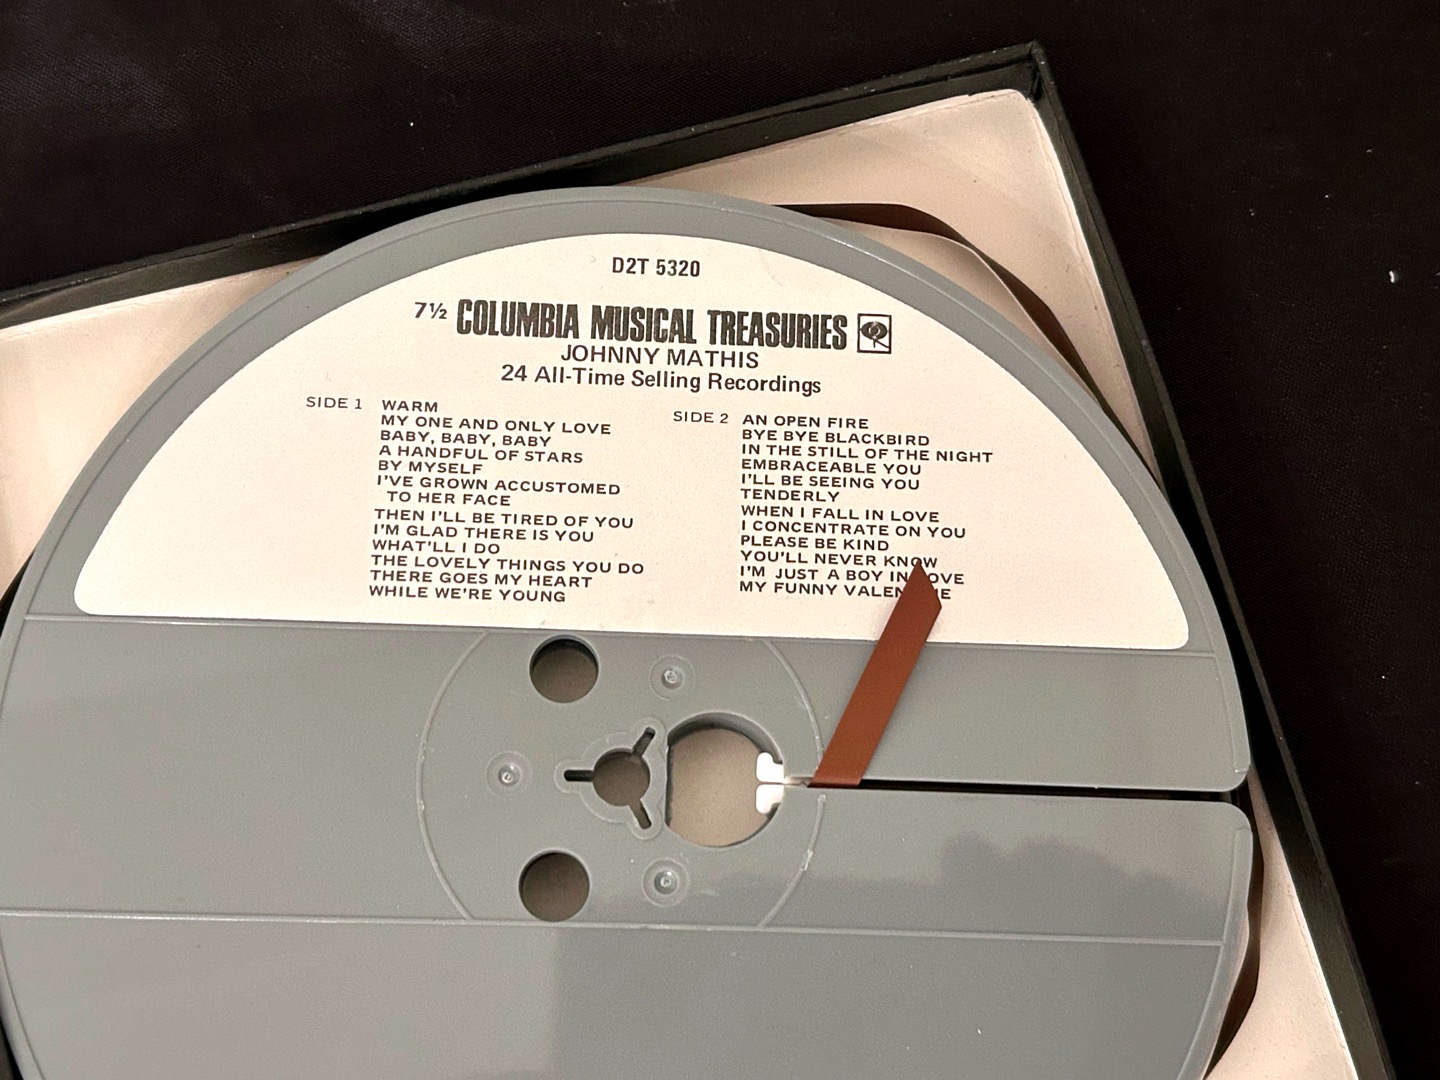 D2T 5320
7½ COLUMBIA MUSICAL TREASURIES
JOHNNY MATHIS
24 All-Time Selling Recordings
SIDE 1
WARM
MY ONE AND ONLY LOVE
BABY, BABY, BABY
A HANDFUL OF STARS
BY MYSELF
I'VE GROWN ACCUSTOMED
TO HER FACE
THEN I'LL BE TIRED OF YOU
I'M GLAD THERE IS YOU
WHAT'LL I DO
THE LOVELY THINGS YOU DO
THERE GOES MY HEART
WHILE WE'RE YOUNG
SIDE 2
AN OPEN FIRE
BYE BYE BLACKBIRD
IN THE STILL OF THE NIGHT
EMBRACEABLE YOU
I'LL BE SEEING YOU
TENDERLY
WHEN I FALL IN LOVE
I CONCENTRATE ON YOU
PLEASE BE KIND
YOU'LL NEVER KNOW
I'M JUST A BOY IN
MY FUNNY